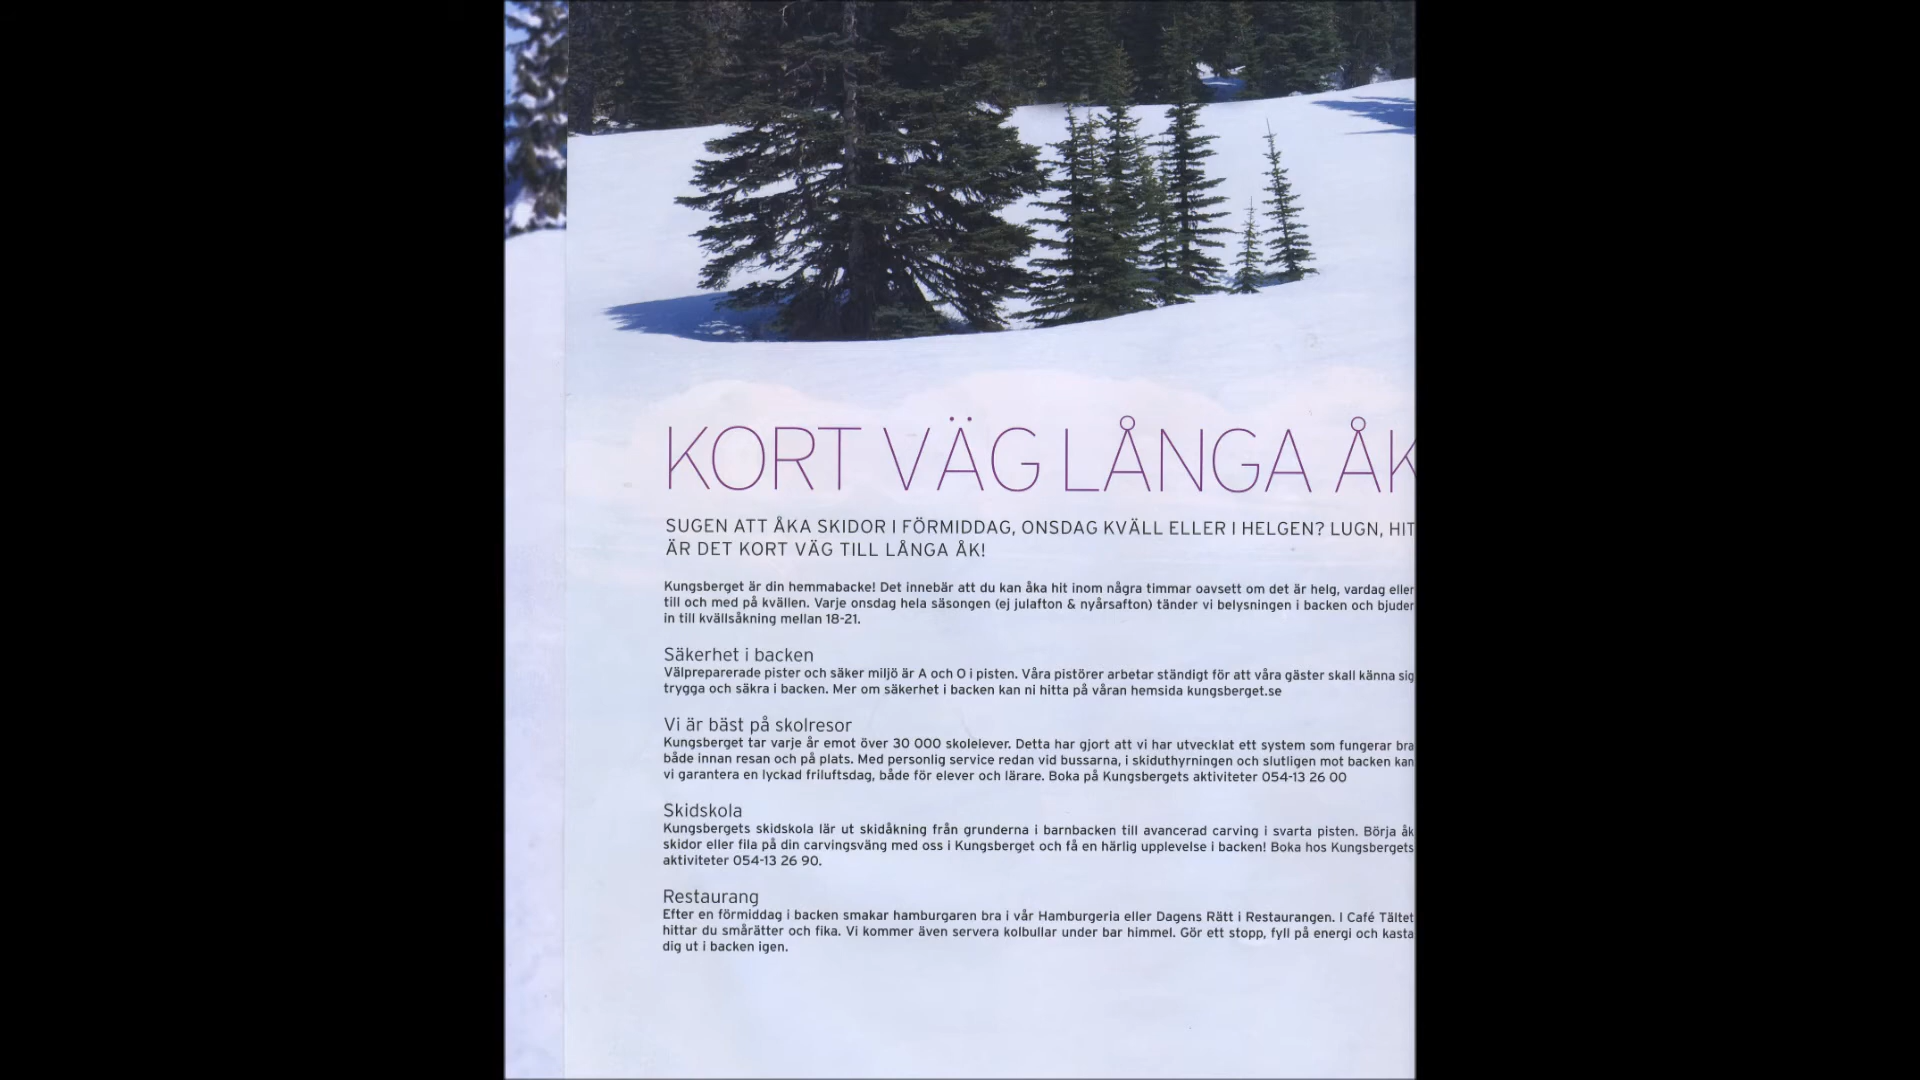 KORT VÄG LÅNGA ÅK
SUGEN ATT ÅKA SKIDOR I FÖRMIDDAG, ONSDAG KVÄLL ELLER I HELGEN? LUGN, HIT
ÄR DET KORT VÄG TILL LÅNGA ÅK!
Kungsberget är din hemmabacke! Det innebär att du kan åka hit inom några timmar oavsett om det är helg, vardag eller
till och med på kvällen. Varje onsdag hela säsongen (ej julafton & nyårsafton) tänder vi belysningen i backen och bjuder
in till kvällsåkning mellan 18-21.
Säkerhet i backen
Välpreparerade pister och säker miljö är A och O i pisten. Våra pistörer arbetar ständigt för att våra gäster skall känna sig
trygga och säkra i backen. Mer om säkerhet i backen kan ni hitta på våran hemsida kungsberget.se
Vi är bäst på skolresor
Kungsberget tar varje år emot över 30 000 skolelever. Detta har gjort att vi har utvecklat ett system som fungerar bra
både innan resan och på plats. Med personlig service redan vid bussarna, i skiduthyrningen och slutligen mot backen kan
vi garantera en lyckad friluftsdag, både för elever och lärare. Boka på Kungsbergets aktiviteter 054-13 26 00
Skidskola
Kungsbergets skidskola lär ut skidåkning från grunderna i barnbacken till avancerad carving i svarta pisten. Börja åk
skidor eller fila på din carvingsväng med oss i Kungsberget och få en härlig upplevelse i backen! Boka hos Kungsbergets
aktiviteter 054-13 26 90.
Restaurang
Efter en förmiddag i backen smakar hamburgaren bra i vår Hamburgeria eller Dagens Rätt i Restaurangen. I Café Tältet
hittar du smårätter och fika. Vi kommer även servera kolbullar under bar himmel. Gör ett stopp, fyll på energi och kasta
dig ut i backen igen.